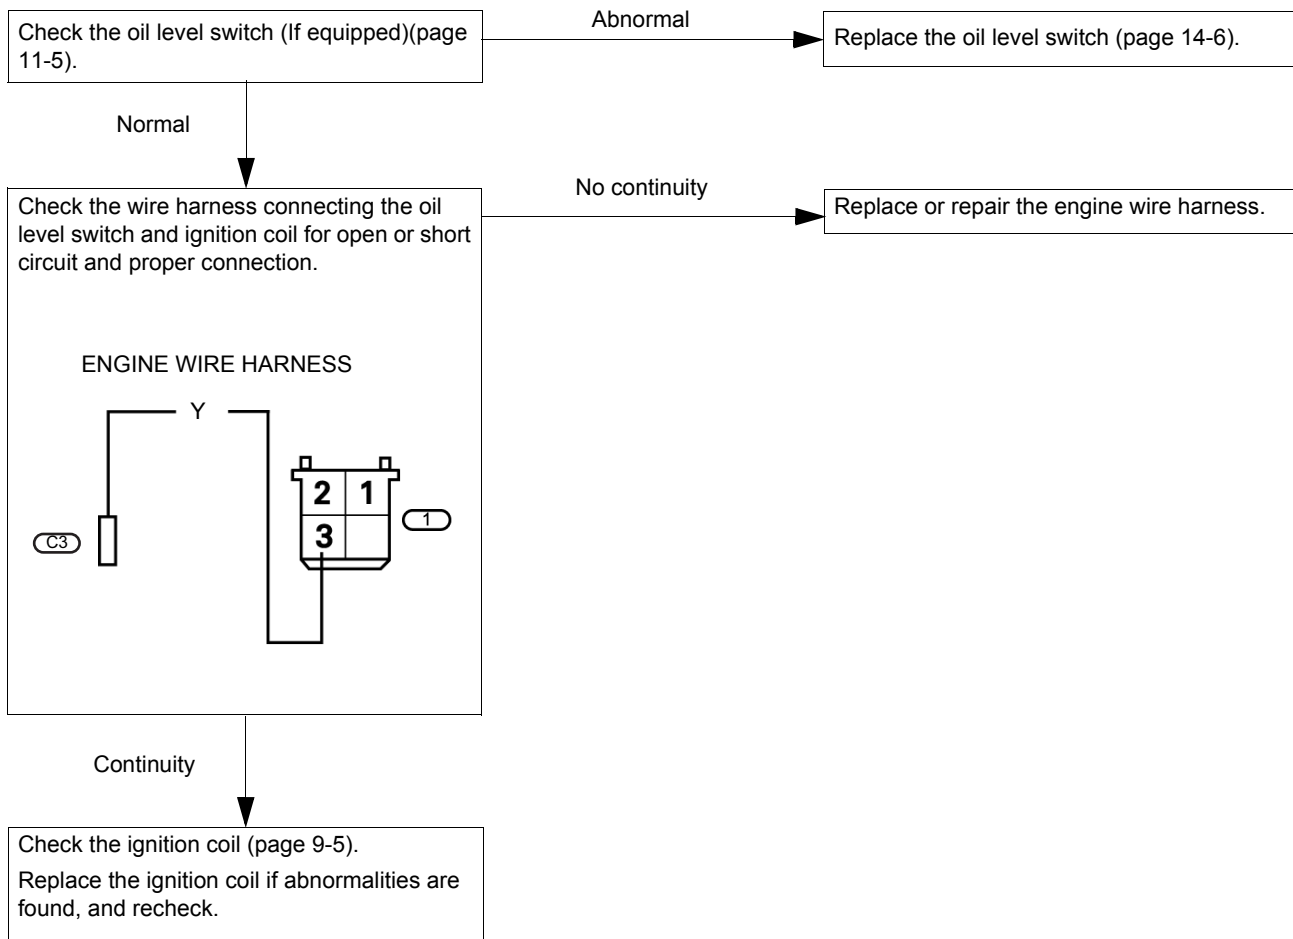 Check the oil level switch (If equipped)(page
11-5).
Abnormal
Replace the oil level switch (page 14-6).
Normal
Check the wire harness connecting the oil
level switch and ignition coil for open or short
circuit and proper connection.
No continuity
Replace or repair the engine wire harness.
ENGINE WIRE HARNESS
Y
2 1
3
1
C3
Continuity
Check the ignition coil (page 9-5).
Replace the ignition coil if abnormalities are
found, and recheck.